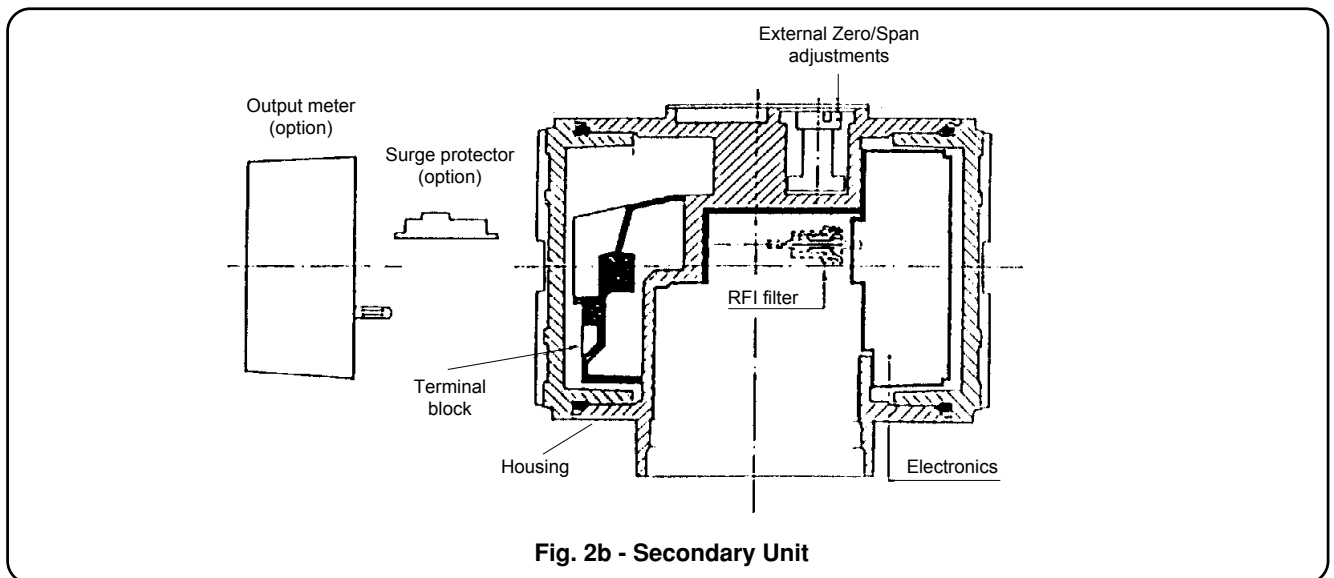 External Zero/Span
adjustments
Output meter
(option)
Surge protector
(option)
RFI filter
Terminal
block
Housing
Electronics
Fig. 2b - Secondary Unit